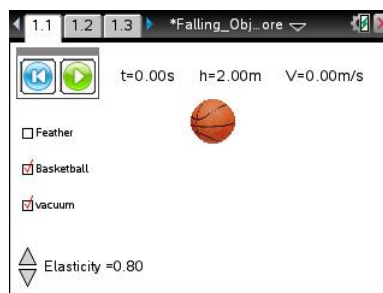 1.1 1.2 1.3 *Falling_Obj…ore
t=0.00s h=2.00m V=0.00m/s
Feather
Basketball
vacuum
Elasticity =0.80